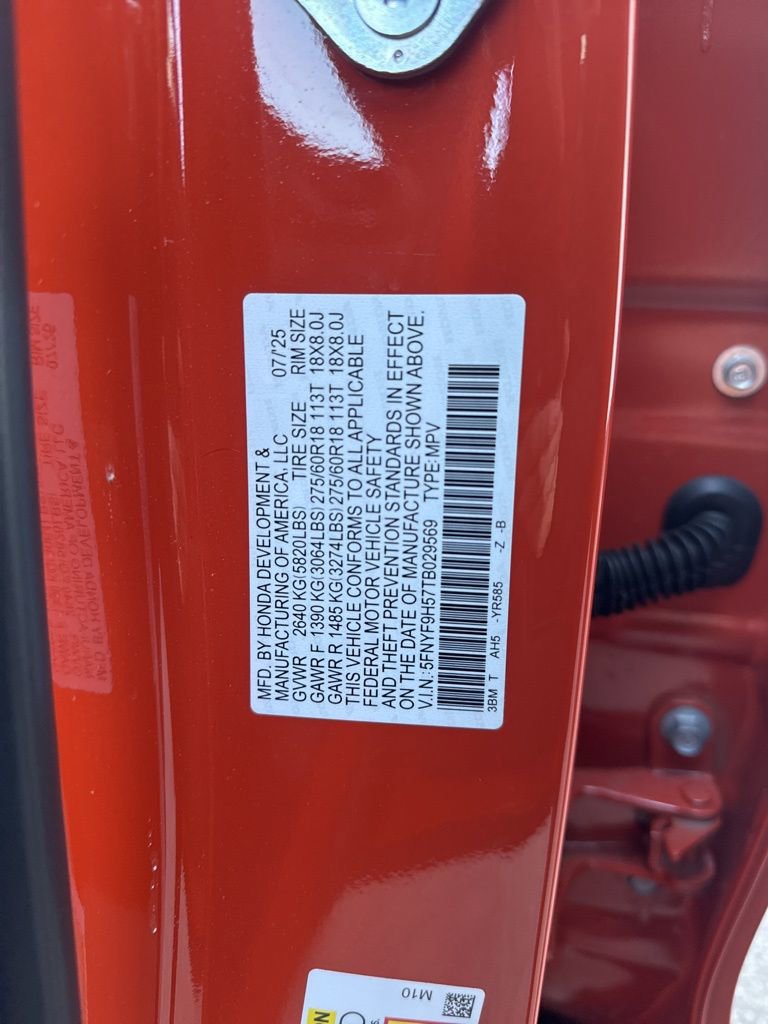 MFD. BY HONDA DEVELOPMENT &
MANUFACTURING OF AMERICA, LLC 07/'25
GVWR 2640 KG(5820LBS) TIRE SIZE RIM SIZE
GAWR F 1390 KG(3064LBS) 275/60R18 113T 18X8.0J
GAWR R 1485 KG(3274LBS) 275/60R18 113T 18X8.0J
THIS VEHICLE CONFORMS TO ALL APPLICABLE
FEDERAL MOTOR VEHICLE SAFETY
AND THEFT PREVENTION STANDARDS IN EFFECT
ON THE DATE OF MANUFACTURE SHOWN ABOVE.
V.I.N.:5FNYF9H57TB029569 TYPE:MPV
3BM T AH5 -YR585 -Z -B
M10